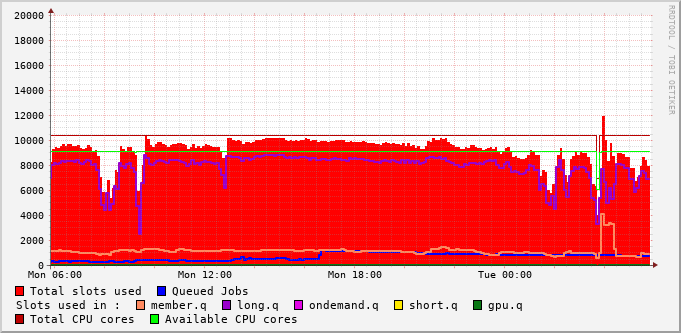 20000
18000
16000
14000
12000
10000
8000
6000
4000
2000
0
Mon 06:00 Mon 12:00 Mon 18:00 Tue 00:00
RRDTOOL / TOBI OETIKER
Total slots used Queued Jobs
Slots used in : member.q long.q ondemand.q short.q gpu.q
Total CPU cores Available CPU cores